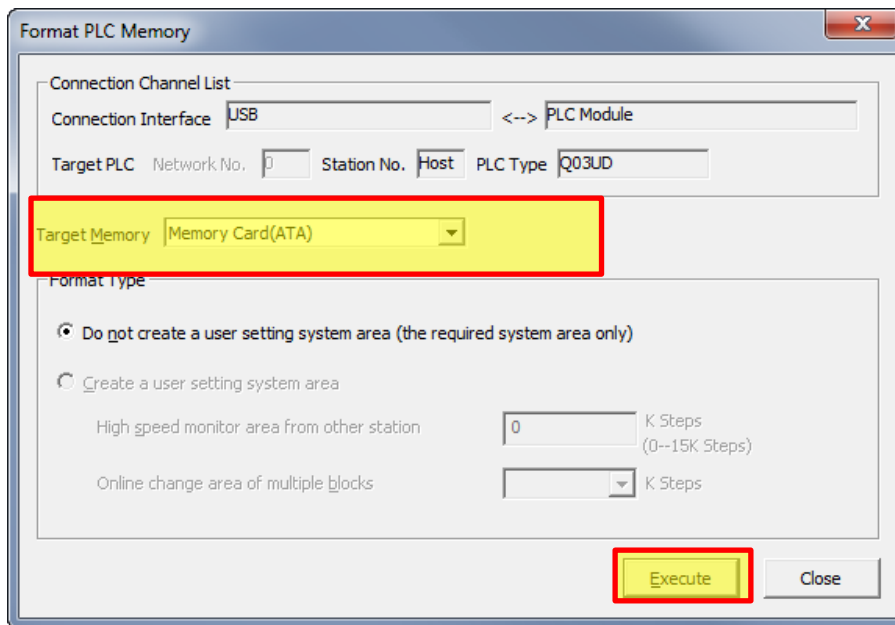 Format PLC Memory
Connection Channel List
Connection Interface USB <--> PLC Module
Target PLC Network No. 0 Station No. Host PLC Type Q03UD
Target Memory Memory Card(ATA)
Format Type
Do not create a user setting system area (the required system area only)
Create a user setting system area
High speed monitor area from other station 0 K Steps
(0--15K Steps)
Online change area of multiple blocks K Steps
Execute Close